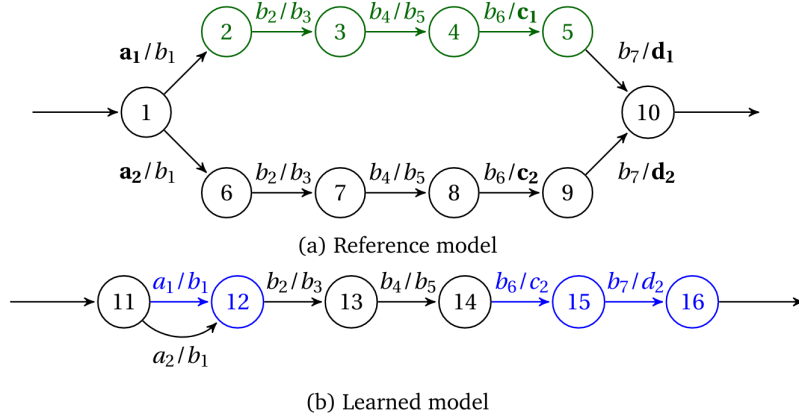 b₂/b₃ b₄/b₅ b₆/c₁
2 3 4 5
a₁/b₁ b₇/d₁
1 10
a₂/b₁ b₂/b₃ b₄/b₅ b₆/c₂ b₇/d₂
6 7 8 9
(a) Reference model
a₁/b₁ b₂/b₃ b₄/b₅ b₆/c₂ b₇/d₂
11 12 13 14 15 16
a₂/b₁
(b) Learned model